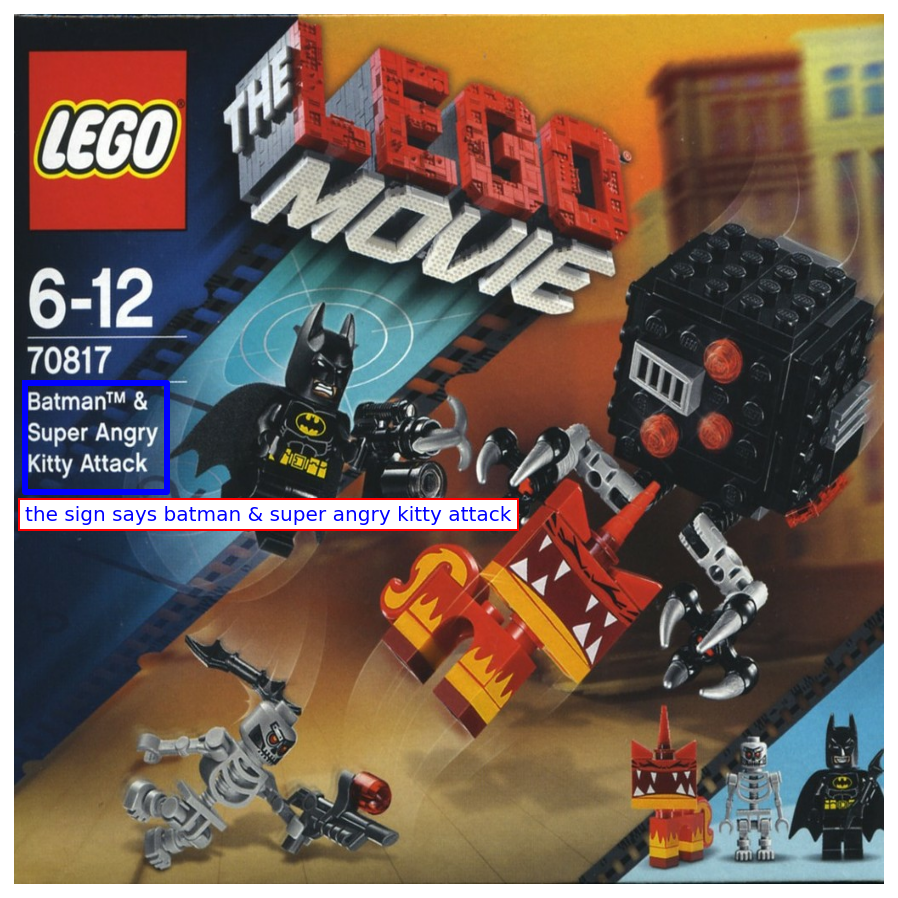 LEGO
®
THE LEGO
MOVIE
®
6-12
70817
Batman™ &
Super Angry
Kitty Attack
the sign says batman & super angry kitty attack